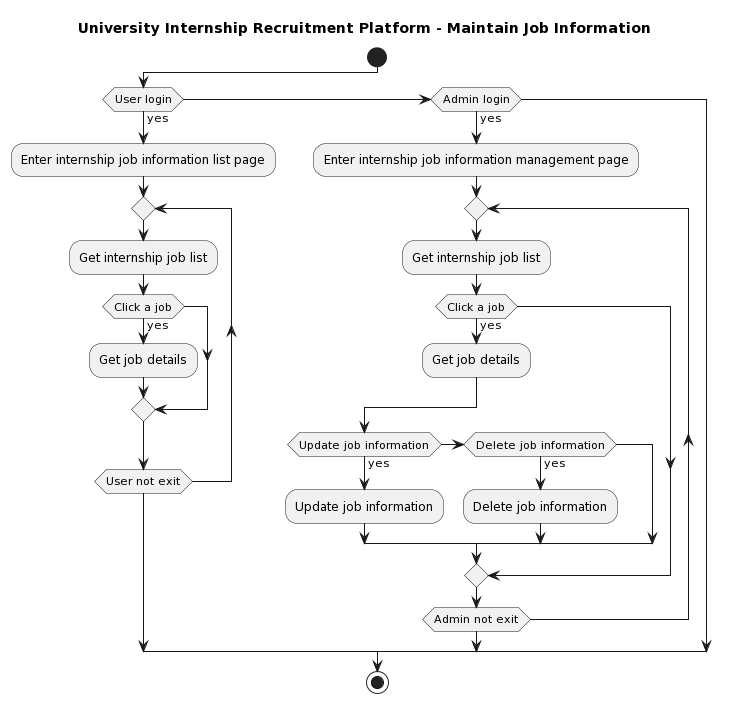 University Internship Recruitment Platform - Maintain Job Information
User login
yes
Admin login
yes
Enter internship job information list page
Enter internship job information management page
Get internship job list
Get internship job list
Click a job
yes
Click a job
yes
Get job details
Get job details
Update job information
yes
Delete job information
yes
User not exit
Update job information
Delete job information
Admin not exit